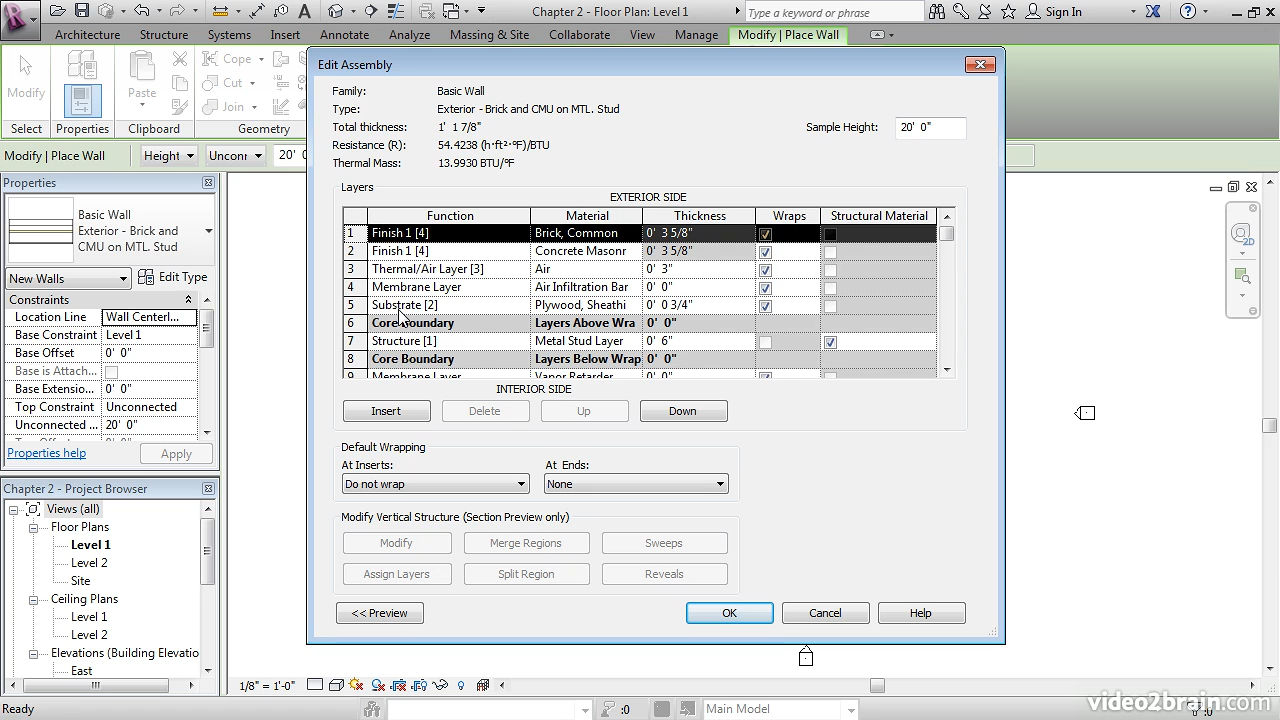 Chapter 2 - Floor Plan: Level 1
Type a keyword or phrase
Sign In
Architecture Structure Systems Insert Annotate Analyze Massing & Site Collaborate View Manage Modify | Place Wall
Modify
Paste
Cope
Cut
Join
Select Properties Clipboard Geometry
Modify | Place Wall
Height
Unconr
20' 0"
Properties
Basic Wall
Exterior - Brick and
CMU on MTL. Stud
New Walls
Edit Type
Constraints
Location Line Wall Centerl...
Base Constraint Level 1
Base Offset 0' 0"
Base is Attach...
Base Extensio... 0' 0"
Top Constraint Unconnected
Unconnected ... 20' 0"
Properties help
Apply
Chapter 2 - Project Browser
Views (all)
Floor Plans
Level 1
Level 2
Site
Ceiling Plans
Level 1
Level 2
Elevations (Building Elevatio
East
Edit Assembly
Family: Basic Wall
Type: Exterior - Brick and CMU on MTL. Stud
Total thickness: 1' 1 7/8"
Sample Height: 20' 0"
Resistance (R): 54.4238 (h·ft²·°F)/BTU
Thermal Mass: 13.9930 BTU/°F
Layers
EXTERIOR SIDE
Function Material Thickness Wraps Structural Material
1 Finish 1 [4] Brick, Common 0' 3 5/8"
2 Finish 1 [4] Concrete Masonr 0' 3 5/8"
3 Thermal/Air Layer [3] Air 0' 3"
4 Membrane Layer Air Infiltration Bar 0' 0"
5 Substrate [2] Plywood, Sheathi 0' 0 3/4"
6 Core Boundary Layers Above Wra 0' 0"
7 Structure [1] Metal Stud Layer 0' 6"
8 Core Boundary Layers Below Wrap 0' 0"
9 Membrane Layer Vapor Retarder 0' 0"
INTERIOR SIDE
Insert Delete Up Down
Default Wrapping
At Inserts: At Ends:
Do not wrap None
Modify Vertical Structure (Section Preview only)
Modify Merge Regions Sweeps
Assign Layers Split Region Reveals
<< Preview OK Cancel Help
1/8" = 1'-0"
Ready
:0
Main Model
:0
video2brain.com